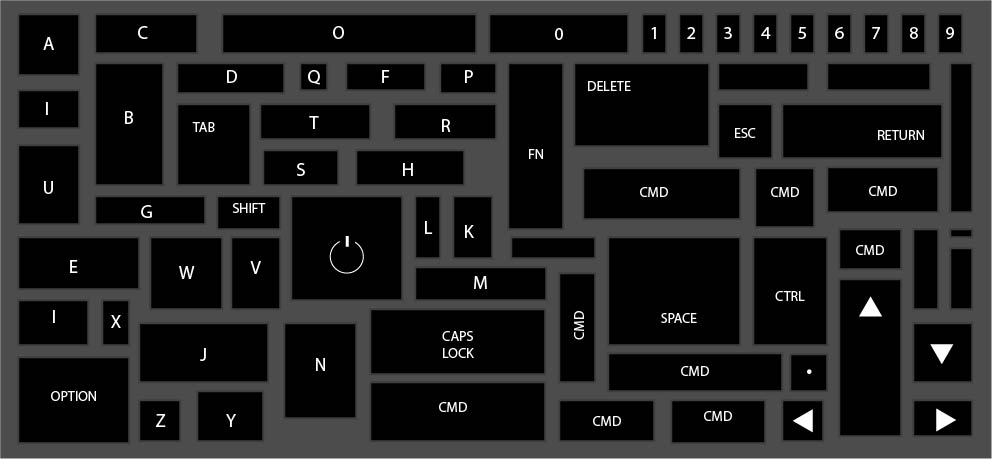 A
C
O
0
1
2
3
4
5
6
7
8
9
I
B
D
Q
F
P
DELETE
TAB
T
R
FN
ESC
RETURN
U
S
H
CMD
CMD
CMD
G
SHIFT
L
K
E
W
V
M
CMD
CTRL
I
X
J
N
CAPS
LOCK
CMD
SPACE
OPTION
CMD
.
Z
Y
CMD
CMD
CMD